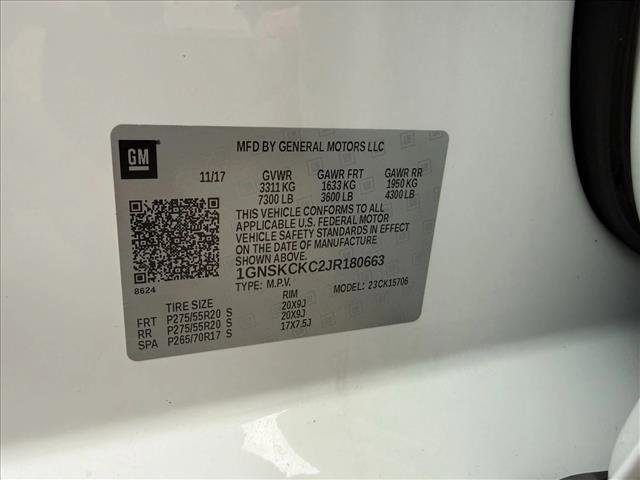 GM
MFD BY GENERAL MOTORS LLC
11/17 GVWR GAWR FRT GAWR RR
3311 KG 1633 KG 1950 KG
7300 LB 3600 LB 4300 LB
THIS VEHICLE CONFORMS TO ALL
APPLICABLE U.S. FEDERAL MOTOR
VEHICLE SAFETY STANDARDS IN EFFECT
ON THE DATE OF MANUFACTURE SHOWN ABOVE.
1GNSKCKC2JR180663
8624 TYPE: M.P.V. MODEL: 23CK15706
TIRE SIZE RIM
FRT P275/55R20 S 20X9J
RR P275/55R20 S 20X9J
SPA P265/70R17 S 17X7.5J